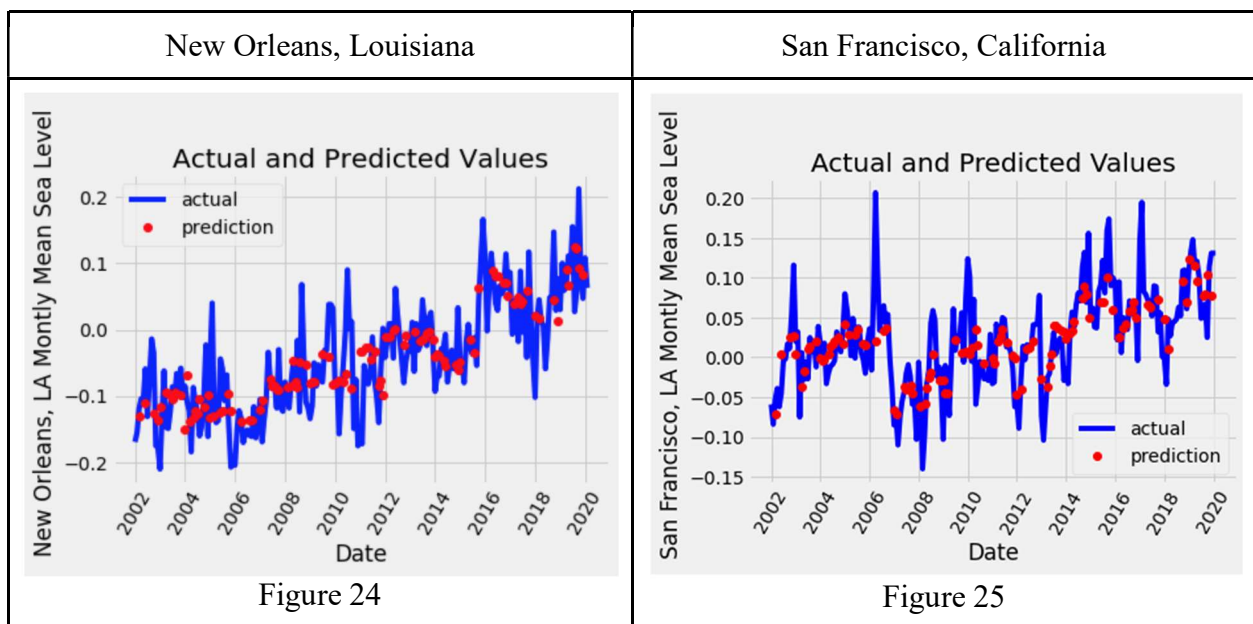 New Orleans, Louisiana
San Francisco, California
New Orleans, LA Montly Mean Sea Level
Actual and Predicted Values
actual
prediction
0.2
0.1
0.0
−0.1
−0.2
2002
2004
2006
2008
2010
2012
2014
2016
2018
2020
Date
Figure 24
San Francisco, LA Montly Mean Sea Level
Actual and Predicted Values
0.20
0.15
0.10
0.05
0.00
−0.05
−0.10
−0.15
actual
prediction
2002
2004
2006
2008
2010
2012
2014
2016
2018
2020
Date
Figure 25